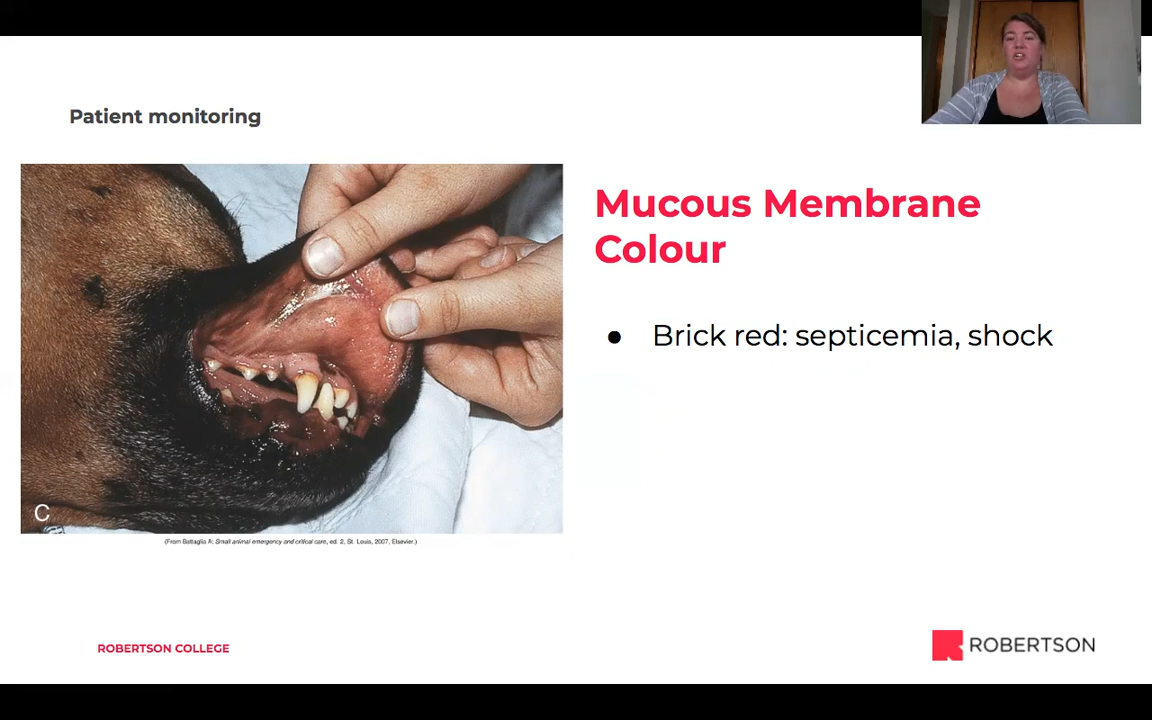 Patient monitoring
Mucous Membrane
Colour
● Brick red: septicemia, shock
C
(From Battaglia A: Small animal emergency and critical care, ed. 2, St. Louis, 2007, Elsevier.)
ROBERTSON COLLEGE
ROBERTSON